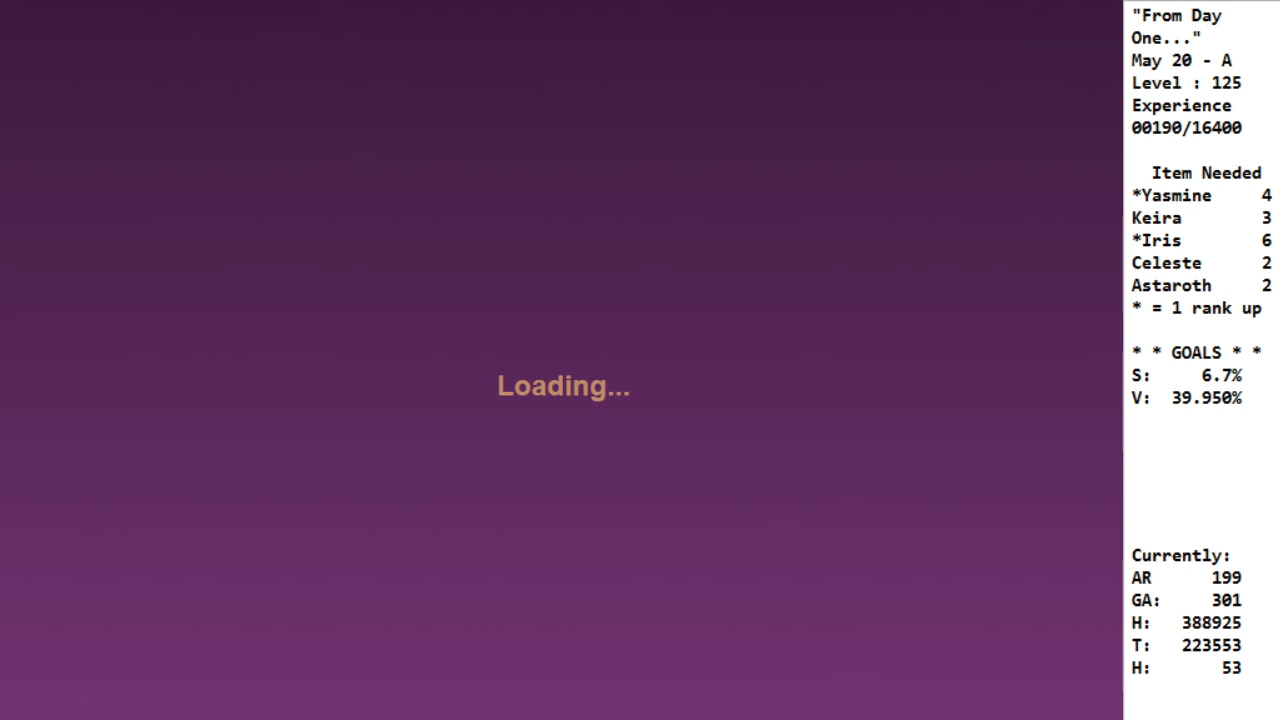 Loading...
"From Day
One..."
May 20 - A
Level : 125
Experience
00190/16400
Item Needed
*Yasmine 4
Keira 3
*Iris 6
Celeste 2
Astaroth 2
* = 1 rank up
* * GOALS * *
S: 6.7%
V: 39.950%
Currently:
AR 199
GA: 301
H: 388925
T: 223553
H: 53